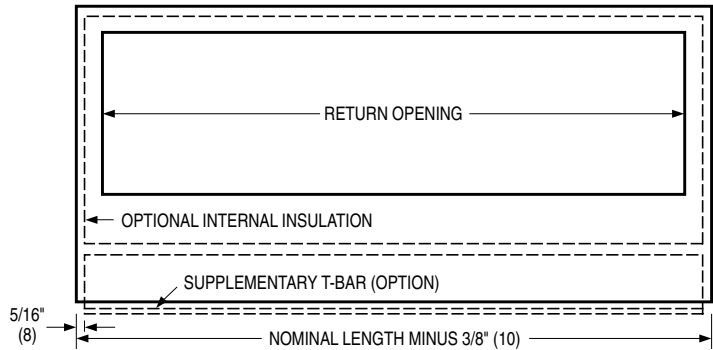 RETURN OPENING
OPTIONAL INTERNAL INSULATION
SUPPLEMENTARY T-BAR (OPTION)
5/16"
(8)
NOMINAL LENGTH MINUS 3/8" (10)